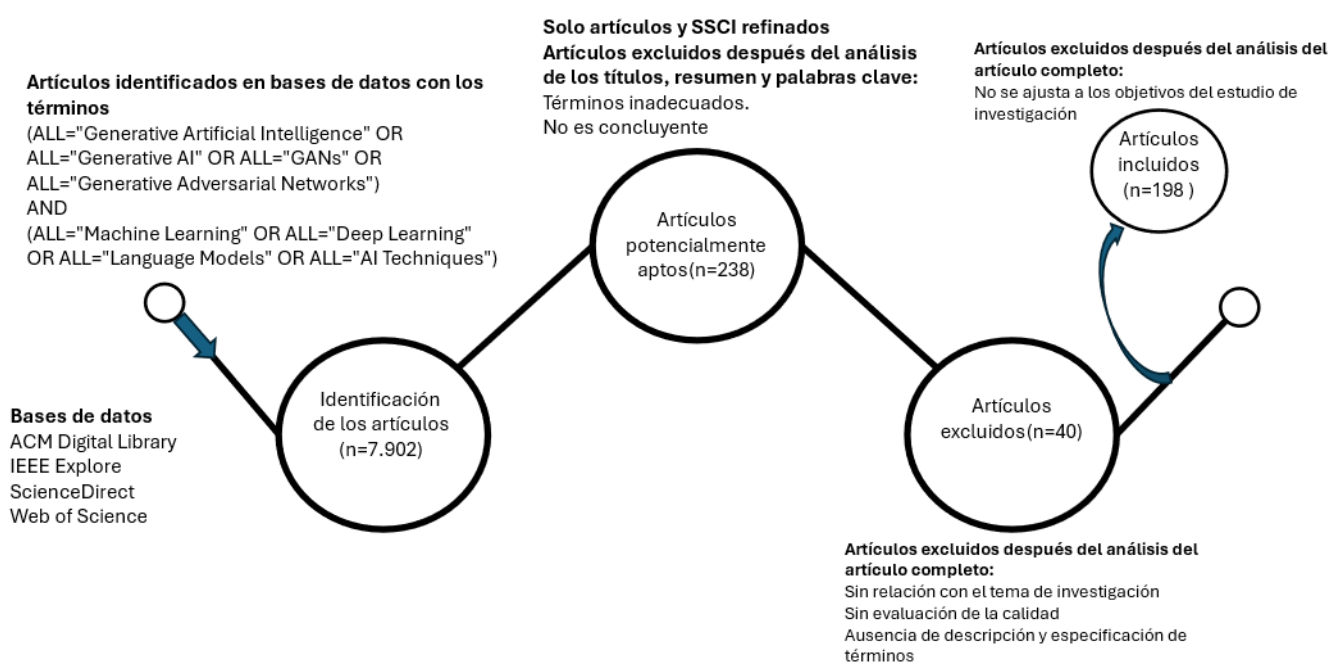 Artículos identificados en bases de datos con los
términos
(ALL="Generative Artificial Intelligence" OR
ALL="Generative AI" OR ALL="GANs" OR
ALL="Generative Adversarial Networks")
AND
(ALL="Machine Learning" OR ALL="Deep Learning"
OR ALL="Language Models" OR ALL="AI Techniques")
Bases de datos
ACM Digital Library
IEEE Explore
ScienceDirect
Web of Science
Identificación
de los artículos
(n=7.902)
Solo artículos y SSCI refinados
Artículos excluidos después del análisis
de los títulos, resumen y palabras clave:
Términos inadecuados.
No es concluyente
Artículos
potencialmente
aptos(n=238)
Artículos
excluidos(n=40)
Artículos excluidos después del análisis del
artículo completo:
Sin relación con el tema de investigación
Sin evaluación de la calidad
Ausencia de descripción y especificación de
términos
Artículos excluidos después del análisis del
artículo completo:
No se ajusta a los objetivos del estudio de
investigación
Artículos
incluidos
(n=198 )